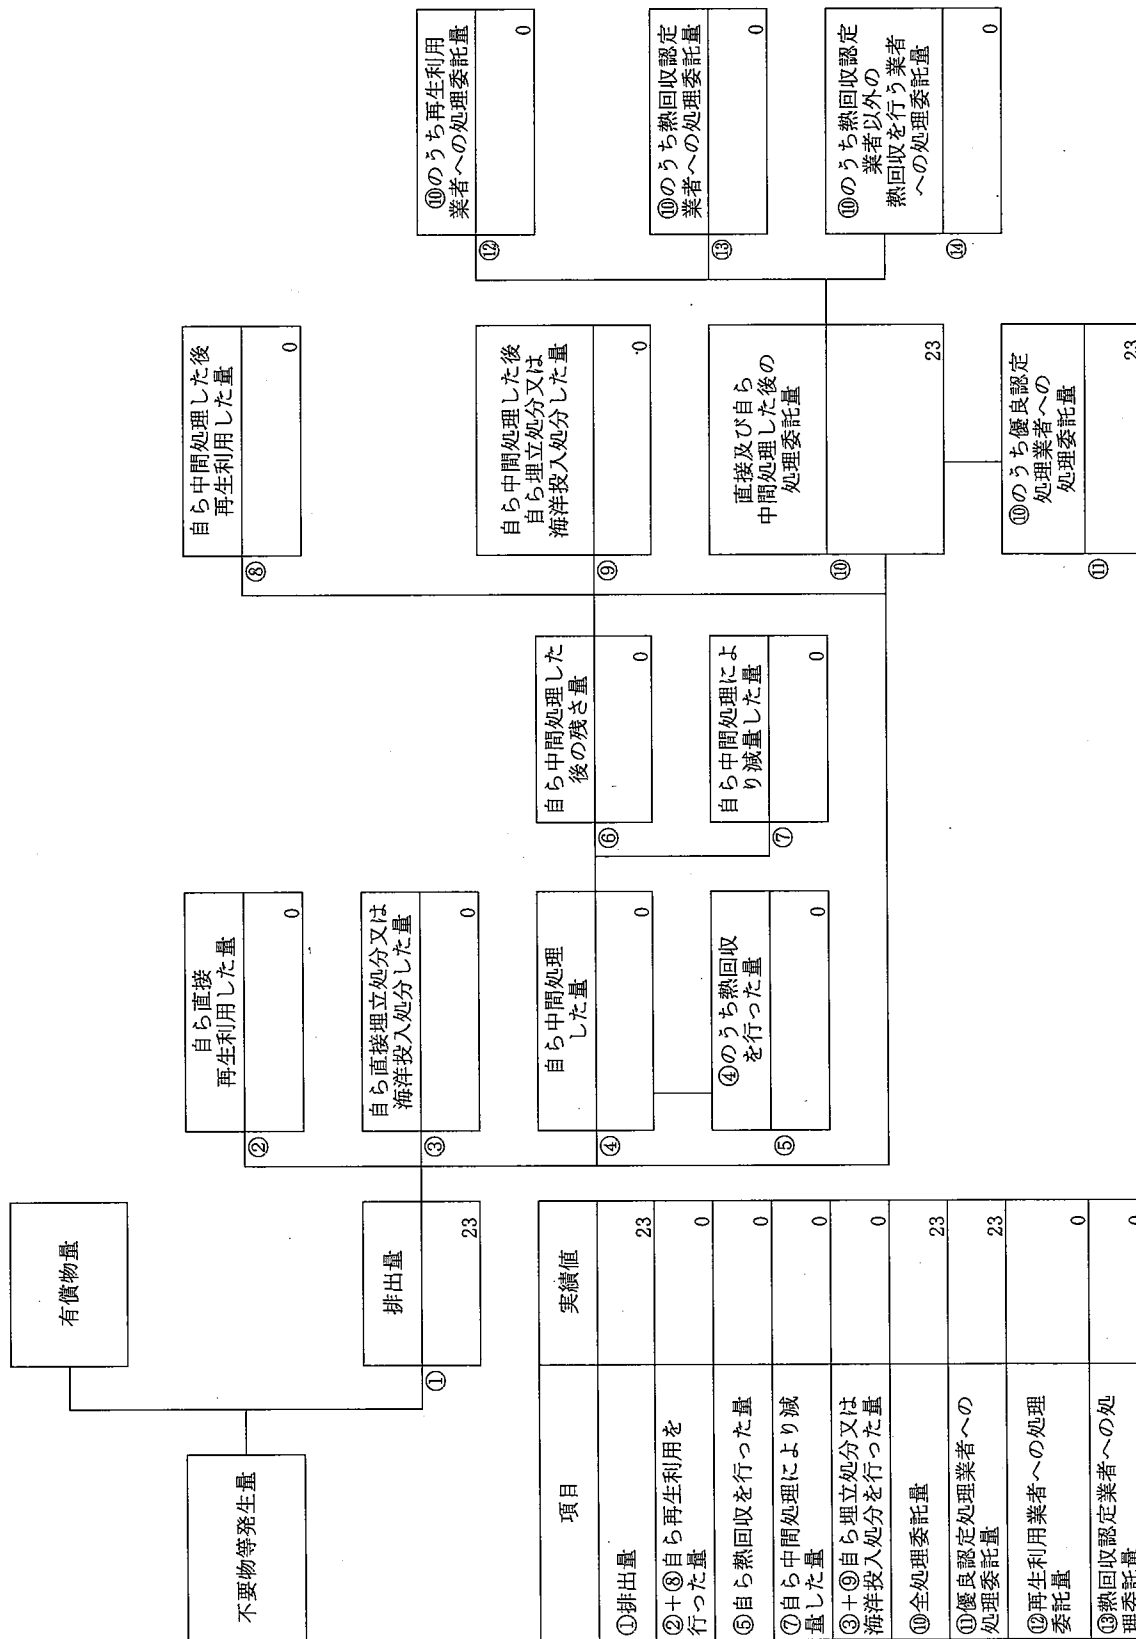 不要物等発生量
有償物量
①
排出量
23
②
自ら直接
再生利用した量
0
③
自ら直接埋立処分又は
海洋投入処分した量
0
④
自ら中間処理
した量
0
⑤
④のうち熱回収
を行った量
0
⑥
自ら中間処理した
後の残さ量
0
⑦
自ら中間処理によ
り減量した量
0
⑧
自ら中間処理した後
再生利用した量
0
⑨
自ら中間処理した後
自ら埋立処分又は
海洋投入処分した量
0
⑩
直接及び自ら
中間処理した後の
処理委託量
23
⑪
⑩のうち優良認定
処理業者への
処理委託量
23
⑫
⑩のうち再生利用
業者への処理委託量
0
⑬
⑩のうち熱回収認定
業者への処理委託量
0
⑭
⑩のうち熱回収認定
業者以外の
熱回収を行う業者
への処理委託量
0
項目 実績値
①排出量 23
②+⑧自ら再生利用を
行った量 0
⑤自ら熱回収を行った量 0
⑦自ら中間処理により減
量した量 0
③+⑨自ら埋立処分又は
海洋投入処分を行った量 0
⑩全処理委託量 23
⑪優良認定処理業者への
処理委託量 23
⑫再生利用業者への処理
委託量 0
⑬熱回収認定業者への処
理委託量 0